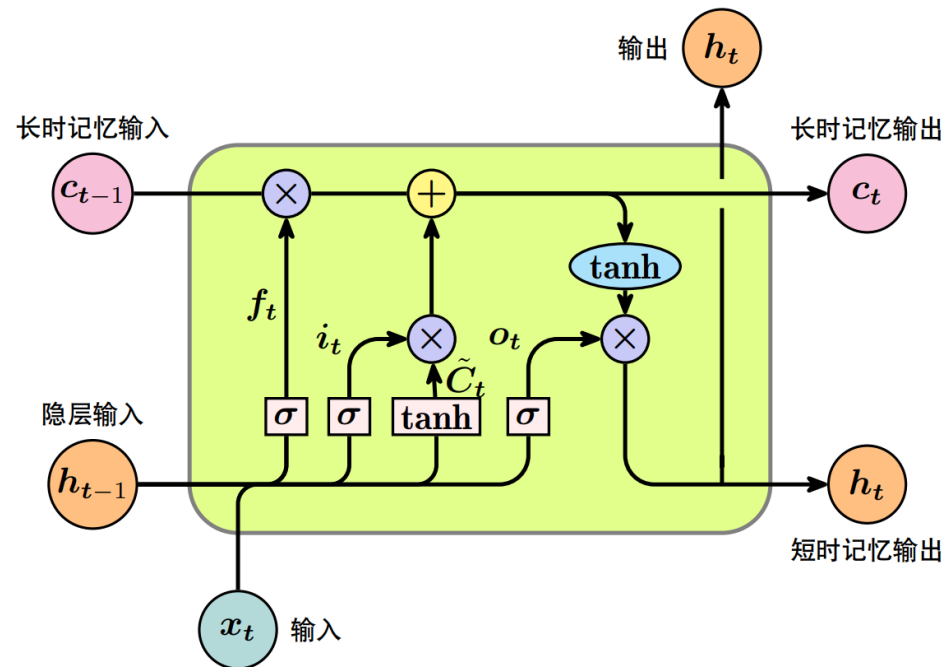 输出
h_t
长时记忆输入
长时记忆输出
c_{t-1}
×
+
c_t
tanh
f_t
i_t
×
o_t
×
C̃_t
隐层输入
σ
σ
tanh
σ
h_{t-1}
h_t
短时记忆输出
x_t
输入